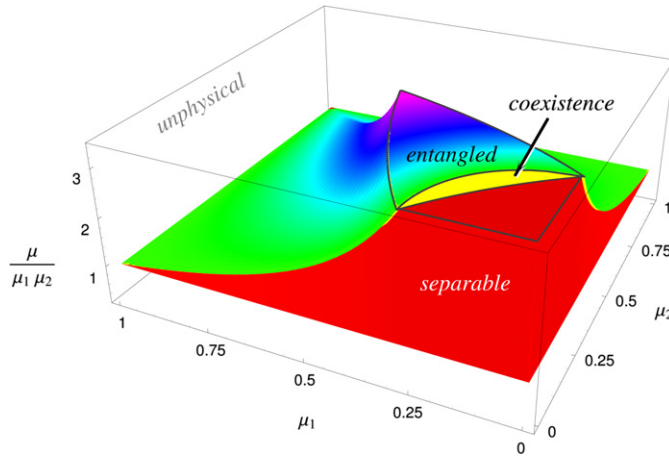 unphysical
coexistence
entangled
separable
3
2
1
μ
μ₁ μ₂
1
0.75
0.5
0.25
0
μ₁
1
0.75
0.5
0.25
0
μ₂